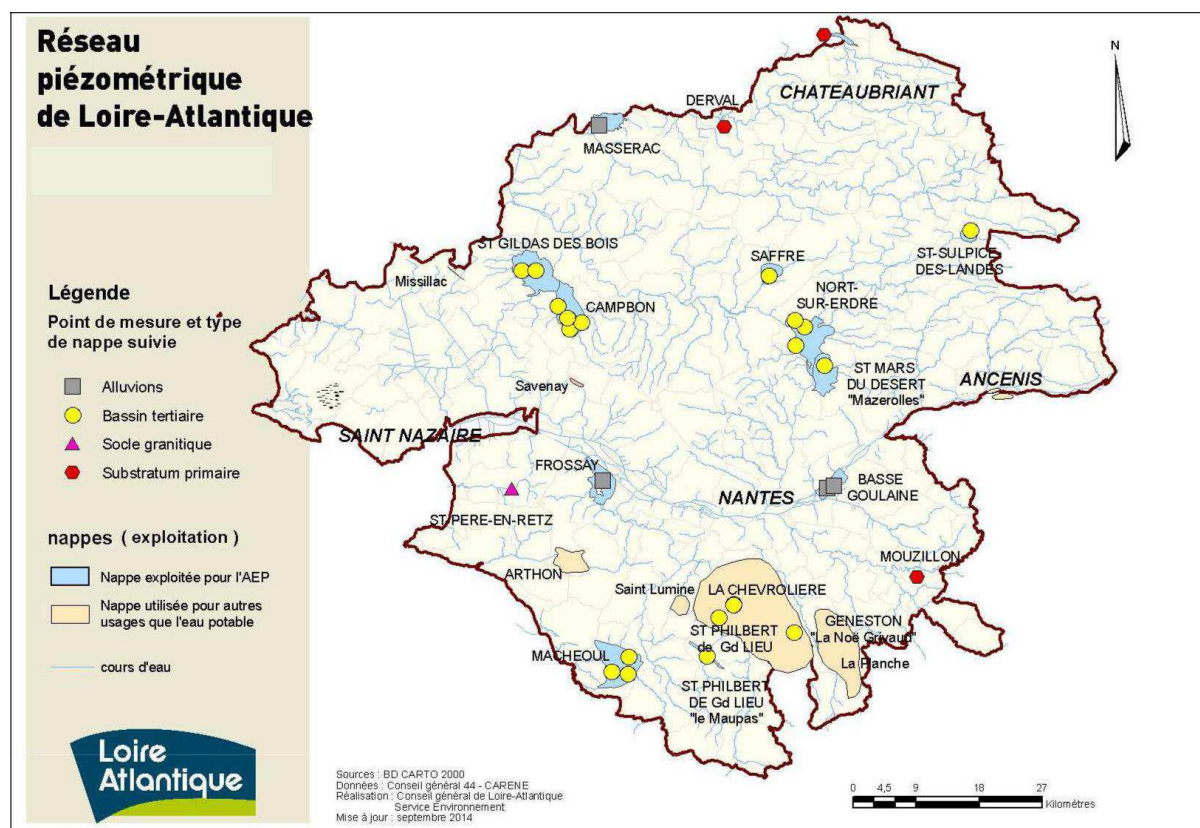 Réseau
piézométrique
de Loire-Atlantique
Légende
Point de mesure et type
de nappe suivie
Alluvions
Bassin tertiaire
Socle granitique
Substratum primaire
nappes ( exploitation )
Nappe exploitée pour l'AEP
Nappe utilisée pour autres
usages que l'eau potable
cours d'eau
Loire
Atlantique
N
CHATEAUBRIANT
DERVAL
MASSERAC
ST GILDAS DES BOIS
Missillac
CAMPBON
SAFFRE
ST-SULPICE
DES-LANDES
NORT-
SUR-ERDRE
ST MARS
DU DESERT
"Mazerolles"
ANCENIS
Savenay
SAINT NAZAIRE
FROSSAY
NANTES
BASSE
GOULAINE
ST-PERE-EN-RETZ
MOUZILLON
ARTHON
Saint Lumine
LA CHEVROLIERE
ST PHILBERT
de Gd LIEU
GENESTON
"La Noë Grivaud"
La Planche
MACHEOUL
ST PHILBERT
DE Gd LIEU
"le Maupas"
Sources : BD CARTO 2000
Données : Conseil général 44 - CARENE
Réalisation : Conseil général de Loire-Atlantique
Service Environnement
Mise à jour : septembre 2014
0 4,5 9 18 27
Kilomètres